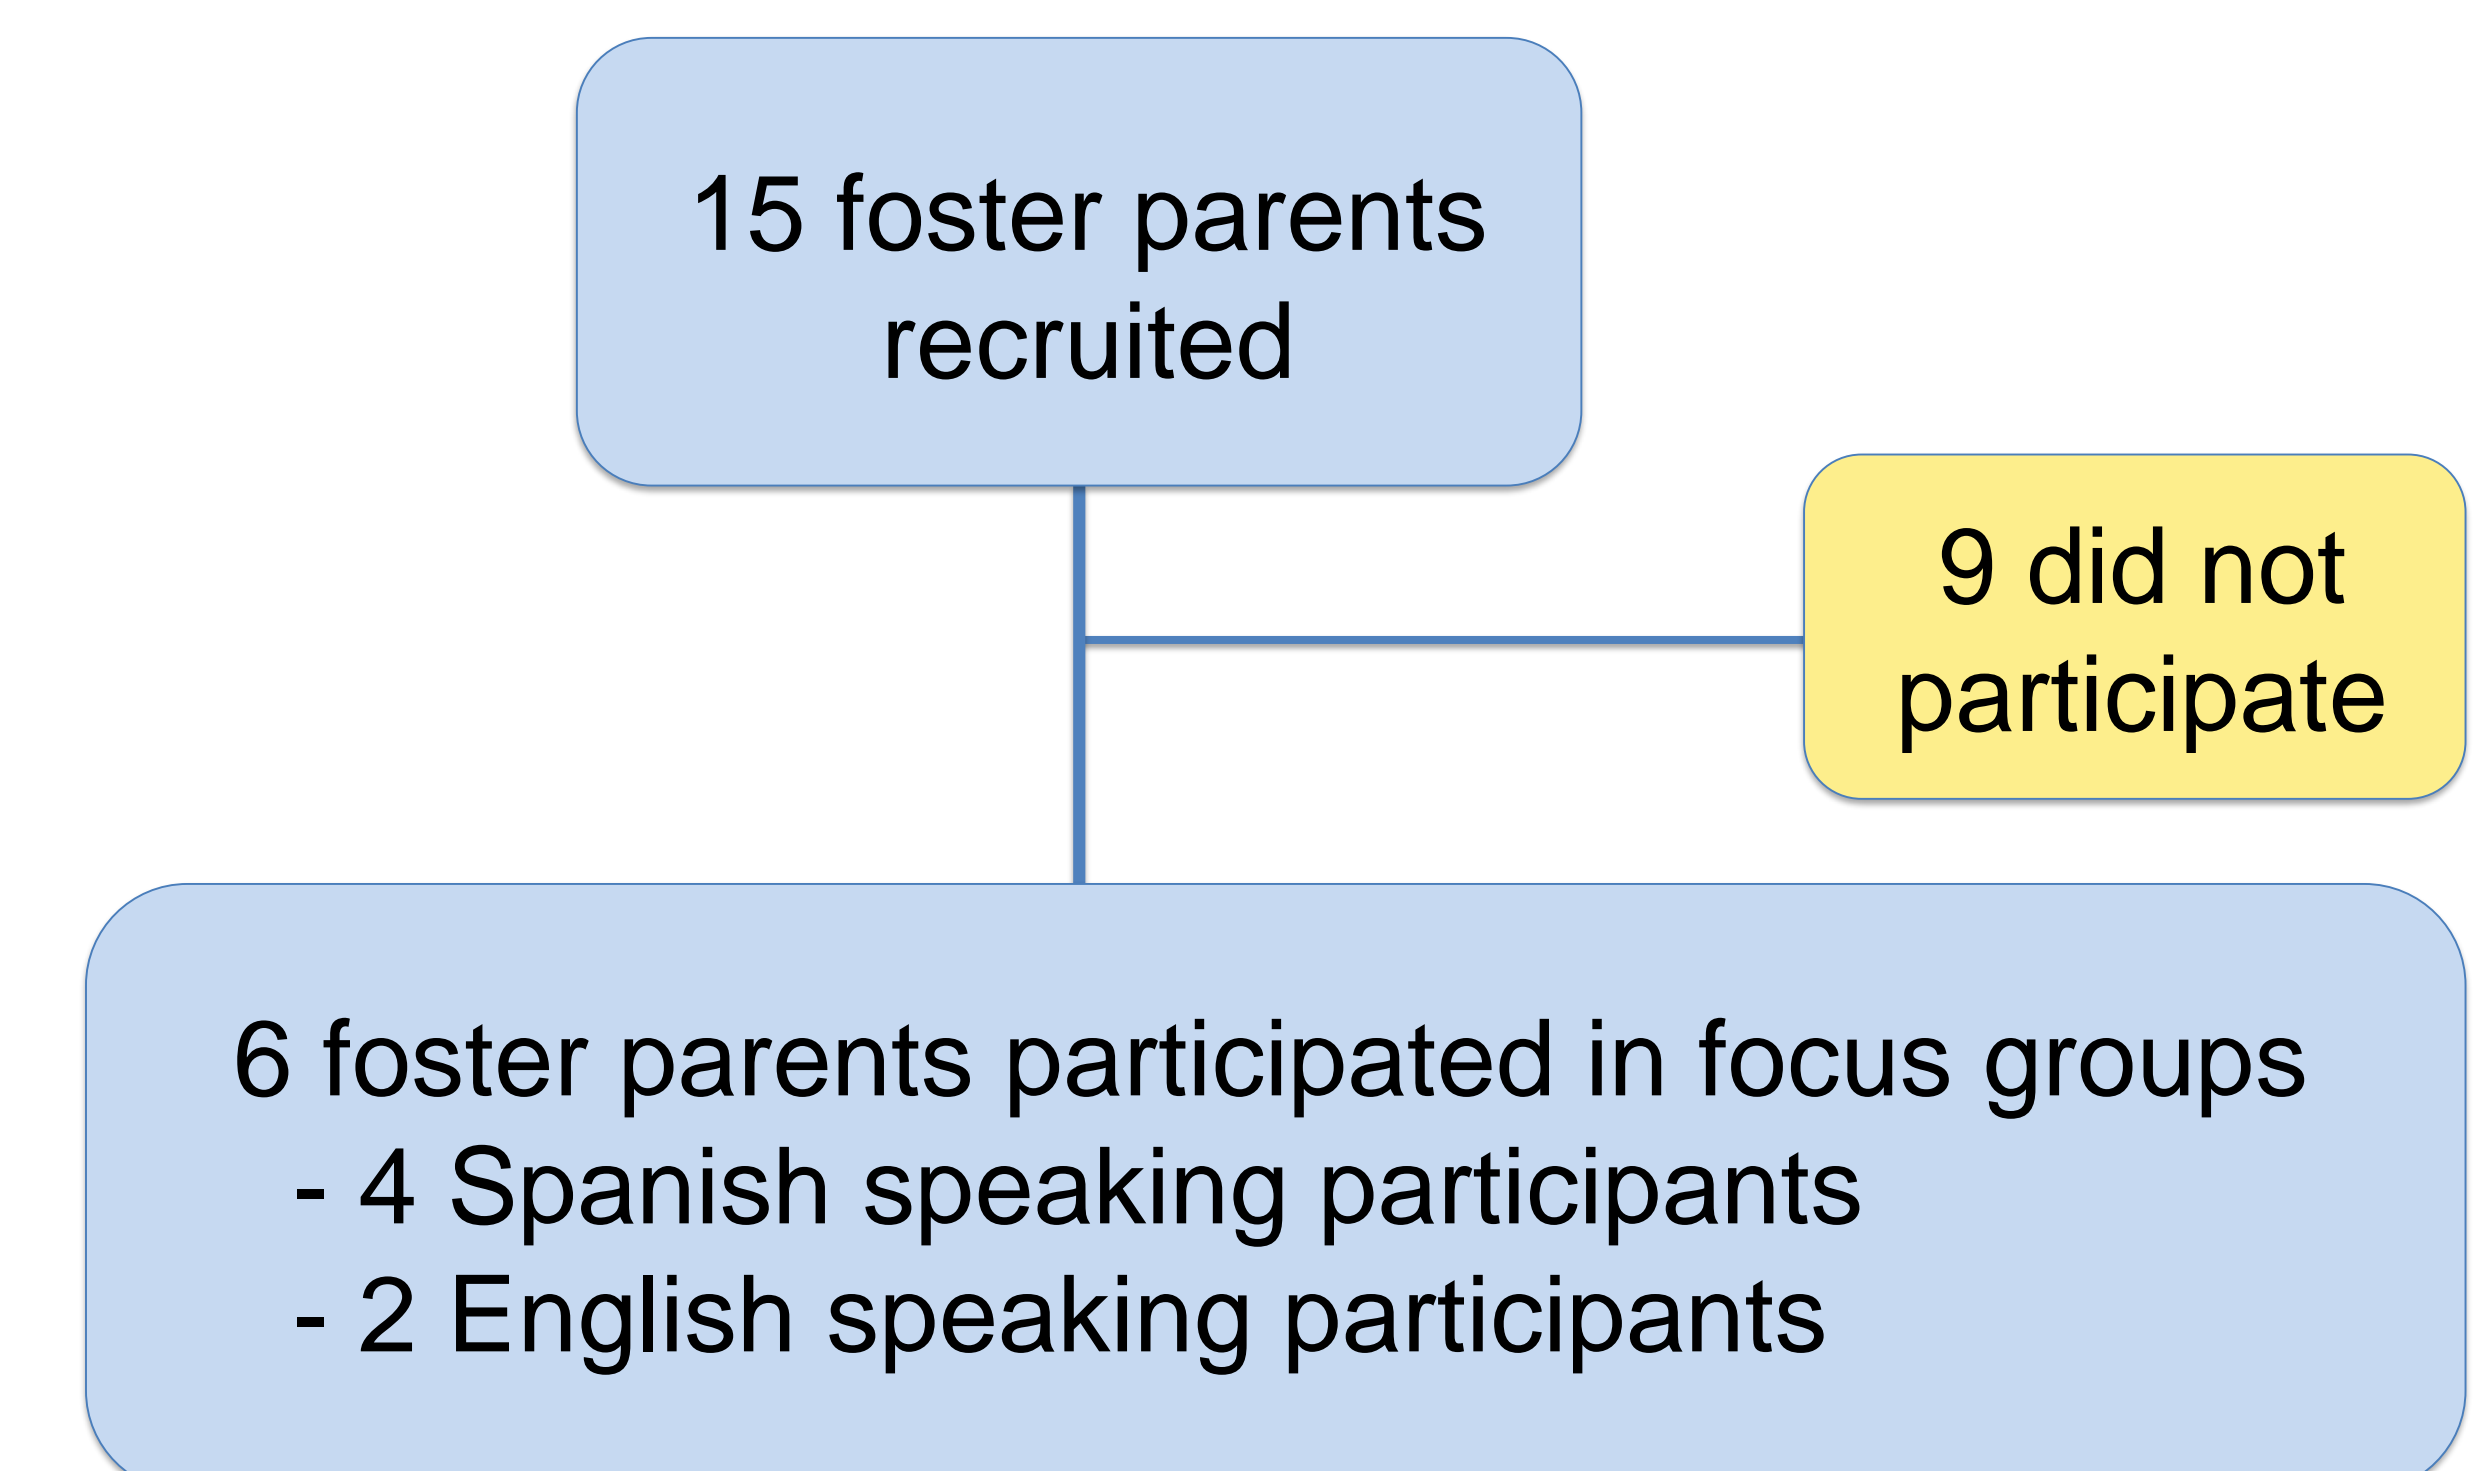 15 foster parents
recruited
9 did not
participate
6 foster parents participated in focus groups
- 4 Spanish speaking participants
- 2 English speaking participants